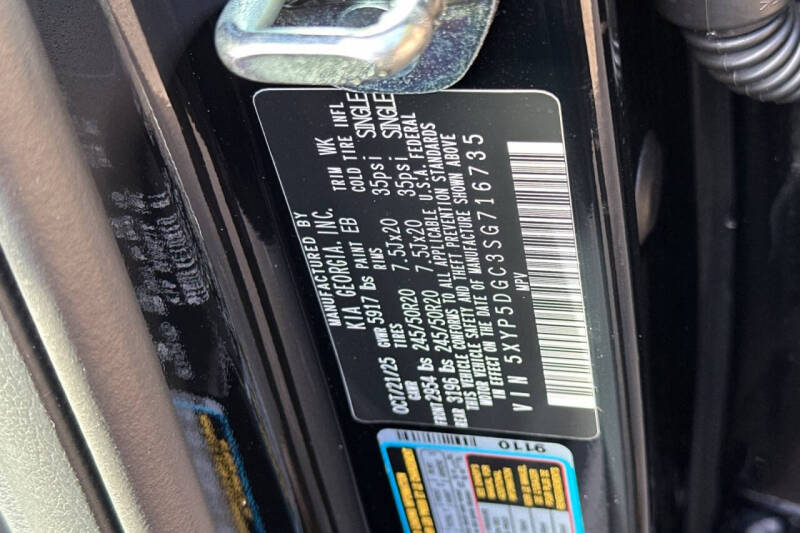 MANUFACTURED BY
KIA GEORGIA, INC.
OCT/21/25 GVWR 5917 lbs PAINT EB TRIM WK
GAWR TIRES RIMS COLD TIRE INFL
FRONT 2954 lbs 245/50R20 7.5Jx20 35psi SINGLE
REAR 3196 lbs 245/50R20 7.5Jx20 35psi SINGLE
THIS VEHICLE CONFORMS TO ALL APPLICABLE U.S.A. FEDERAL
MOTOR VEHICLE SAFETY AND THEFT PREVENTION STANDARDS
IN EFFECT ON THE DATE OF MANUFACTURE SHOWN ABOVE
VIN 5XYP5DGC3SG716735
MPV
9110